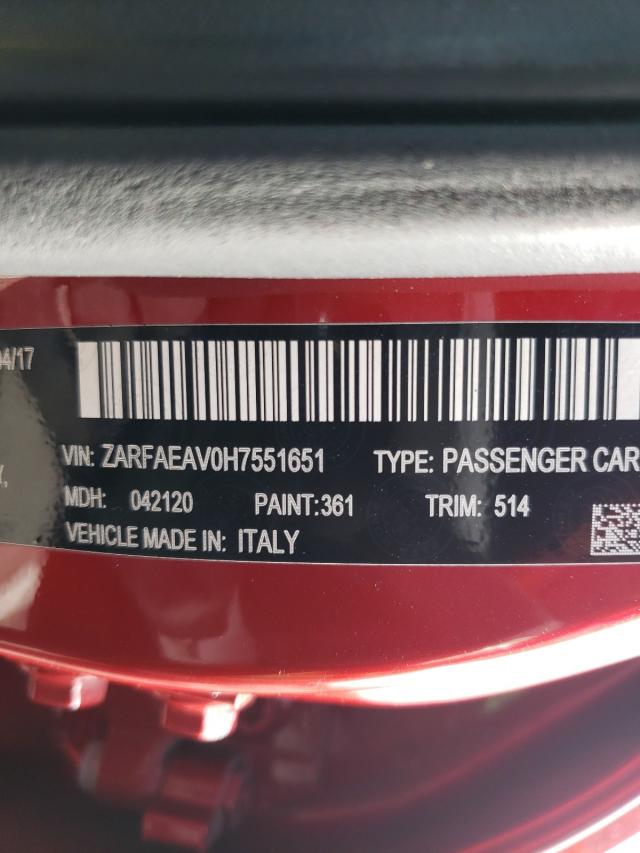 04/17
VIN: ZARFAEAV0H7551651 TYPE: PASSENGER CAR
MDH: 042120 PAINT:361 TRIM: 514
VEHICLE MADE IN: ITALY